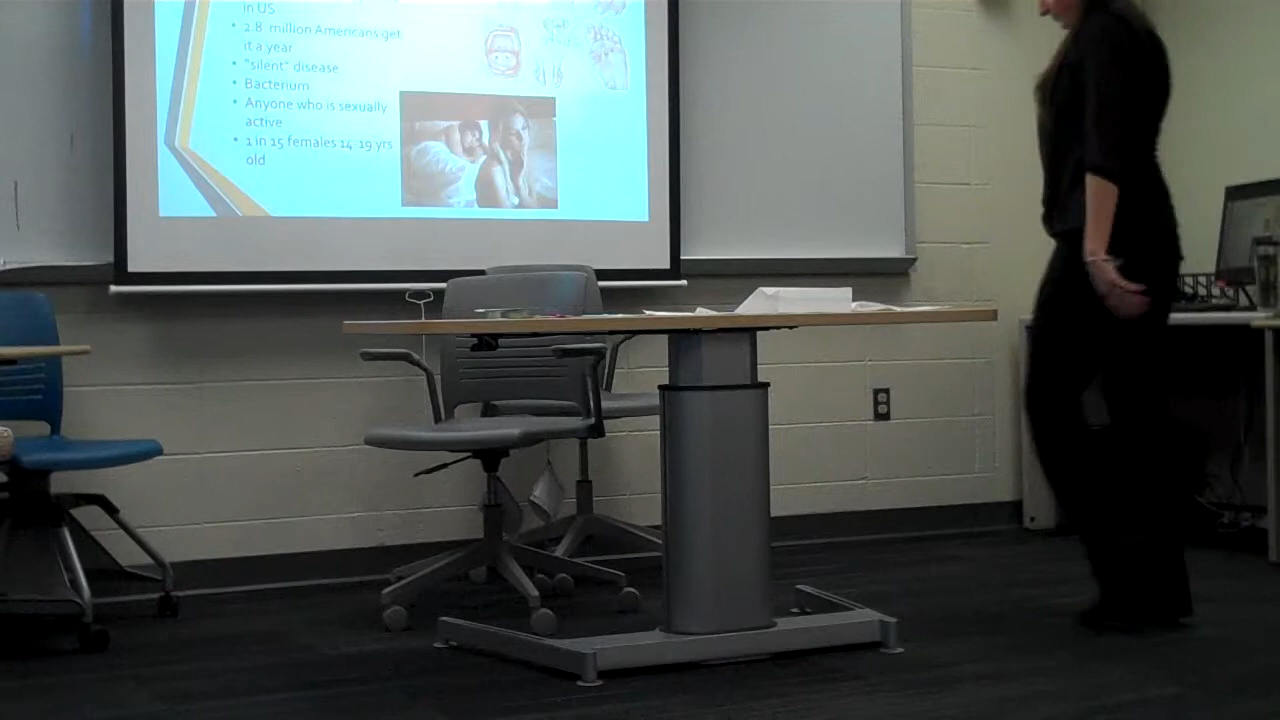 in US
• 2.8 million Americans get
it a year
• "silent" disease
• Bacterium
• Anyone who is sexually
active
• 1 in 15 females 14-19 yrs
old